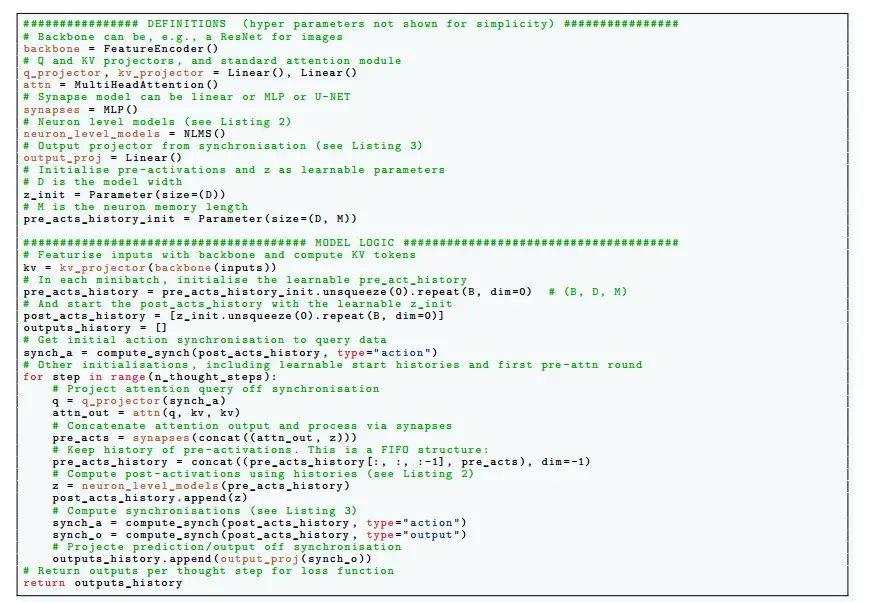 ################ DEFINITIONS (hyper parameters not shown for simplicity) ################
# Backbone can be, e.g., a ResNet for images
backbone = FeatureEncoder()
# Q and KV projectors, and standard attention module
q_projector, kv_projector = Linear(), Linear()
attn = MultiHeadAttention()
# Synapse model can be linear or MLP or U-NET
synapses = MLP()
# Neuron level models (see Listing 2)
neuron_level_models = NLMS()
# Output projector from synchronisation (see Listing 3)
output_proj = Linear()
# Initialise pre-activations and z as learnable parameters
# D is the model width
z_init = Parameter(size=(D))
# M is the neuron memory length
pre_acts_history_init = Parameter(size=(D, M))
####################################### MODEL LOGIC ######################################
# Featurise inputs with backbone and compute KV tokens
kv = kv_projector(backbone(inputs))
# In each minibatch, initialise the learnable pre_act_history
pre_acts_history = pre_acts_history_init.unsqueeze(0).repeat(B, dim=0) # (B, D, M)
# And start the post_acts_history with the learnable z_init
post_acts_history = [z_init.unsqueeze(0).repeat(B, dim=0)]
outputs_history = []
# Get initial action synchronisation to query data
synch_a = compute_synch(post_acts_history, type="action")
# Other initialisations, including learnable start histories and first pre-attn round
for step in range(n_thought_steps):
    # Project attention query off synchronisation
    q = q_projector(synch_a)
    attn_out = attn(q, kv, kv)
    # Concatenate attention output and process via synapses
    pre_acts = synapses(concat((attn_out, z)))
    # Keep history of pre-activations. This is a FIFO structure:
    pre_acts_history = concat((pre_acts_history[:, :, :-1], pre_acts), dim=-1)
    # Compute post-activations using histories (see Listing 2)
    z = neuron_level_models(pre_acts_history)
    post_acts_history.append(z)
    # Compute synchronisations (see Listing 3)
    synch_a = compute_synch(post_acts_history, type="action")
    synch_o = compute_synch(post_acts_history, type="output")
    # Projecte prediction/output off synchronisation
    outputs_history.append(output_proj(synch_o))
# Return outputs per thought step for loss function
return outputs_history